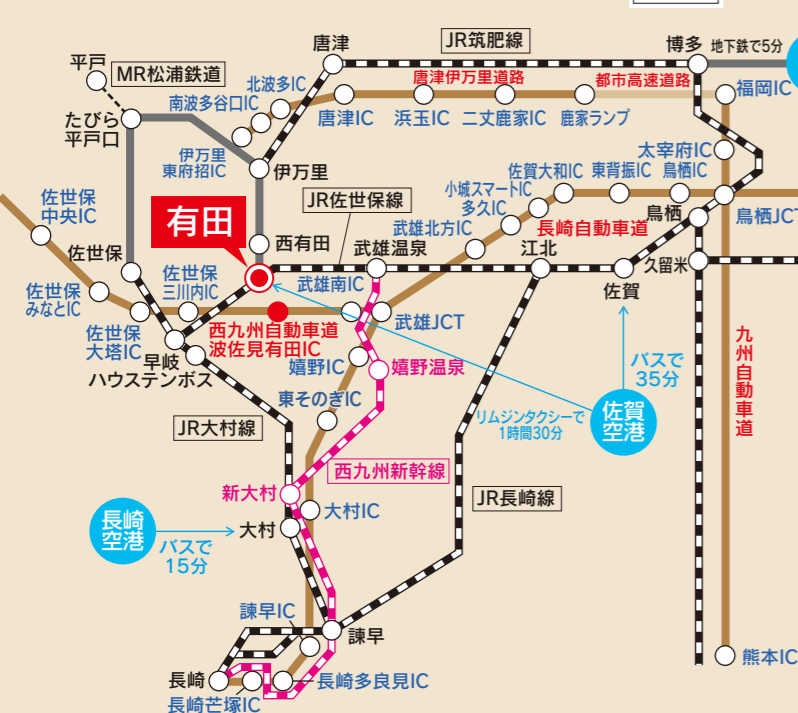 唐津
JR筑肥線
博多
地下鉄で5分
平戸
MR松浦鉄道
北波多IC
唐津伊万里道路
都市高速道路
福岡IC
南波多谷口IC
たびら
平戸口
唐津IC
浜玉IC
二丈鹿家IC
鹿家ランプ
伊万里
東府招IC
伊万里
太宰府IC
佐賀大和IC
東背振IC
鳥栖IC
佐世保
中央IC
JR佐世保線
小城スマートIC
多久IC
有田
西有田
武雄北方IC
長崎自動車道
鳥栖
鳥栖JCT
佐世保
武雄温泉
江北
久留米
佐世保
みなとIC
佐世保
三川内IC
武雄南IC
佐賀
佐世保
大塔IC
西九州自動車道
波佐見有田IC
武雄JCT
早岐
ハウステンボス
嬉野IC
嬉野温泉
バスで
35分
九州自動車道
東そのぎIC
JR大村線
リムジンタクシーで
1時間30分
佐賀
空港
西九州新幹線
新大村
JR長崎線
長崎
空港
バスで
15分
大村
大村IC
諫早IC
諫早
長崎
長崎多良見IC
長崎芒塚IC
熊本IC